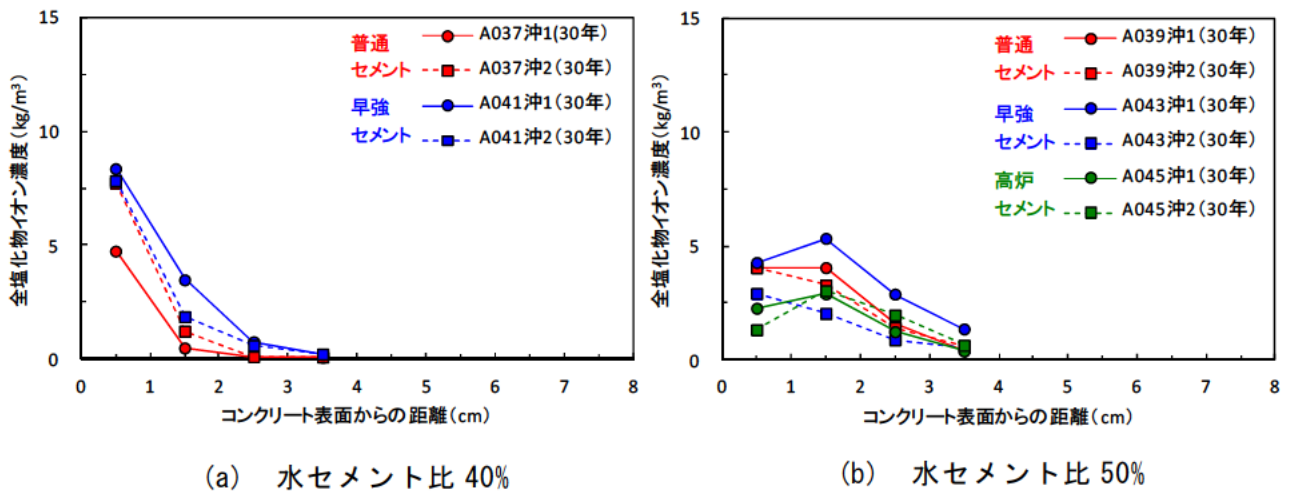 全塩化物イオン濃度(kg/m³)
15
10
5
0
0 1 2 3 4 5 6 7 8
コンクリート表面からの距離(cm)
普通
セメント
早強
セメント
A037沖1(30年)
A037沖2(30年)
A041沖1(30年)
A041沖2(30年)
(a) 水セメント比 40%
全塩化物イオン濃度(kg/m³)
15
10
5
0
0 1 2 3 4 5 6 7 8
コンクリート表面からの距離(cm)
普通
セメント
早強
セメント
高炉
セメント
A039沖1(30年)
A039沖2(30年)
A043沖1(30年)
A043沖2(30年)
A045沖1(30年)
A045沖2(30年)
(b) 水セメント比 50%